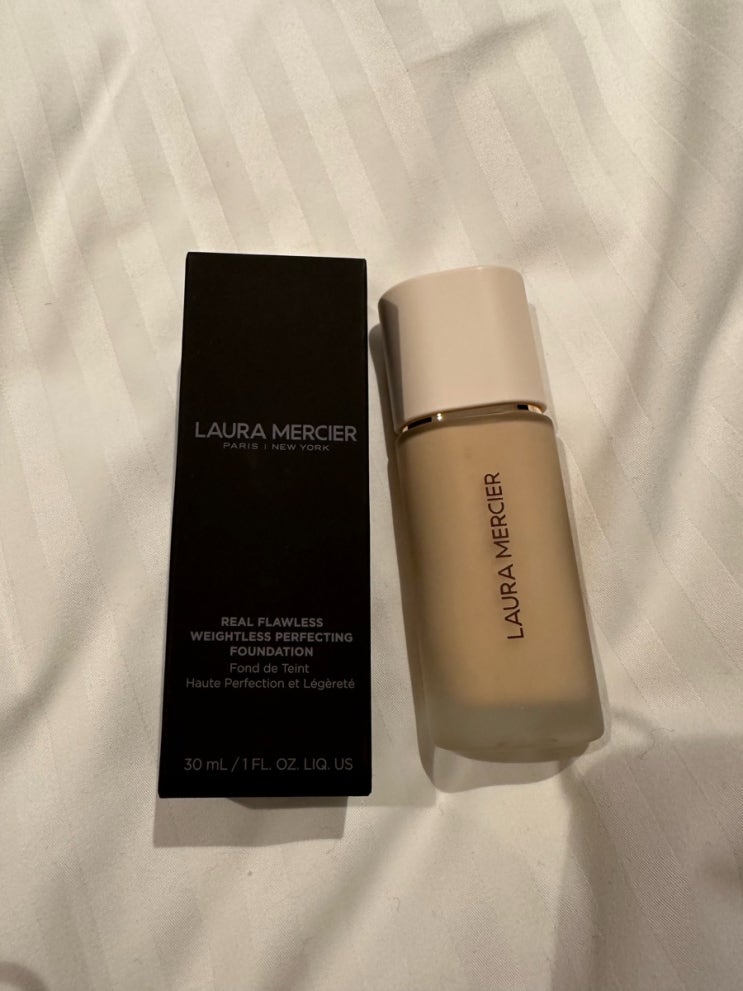 LAURA MERCIER
PARIS | NEW YORK
REAL FLAWLESS
WEIGHTLESS PERFECTING
FOUNDATION
Fond de Teint
Haute Perfection et Légèreté
30 mL / 1 FL. OZ. LIQ. US
LAURA MERCIER